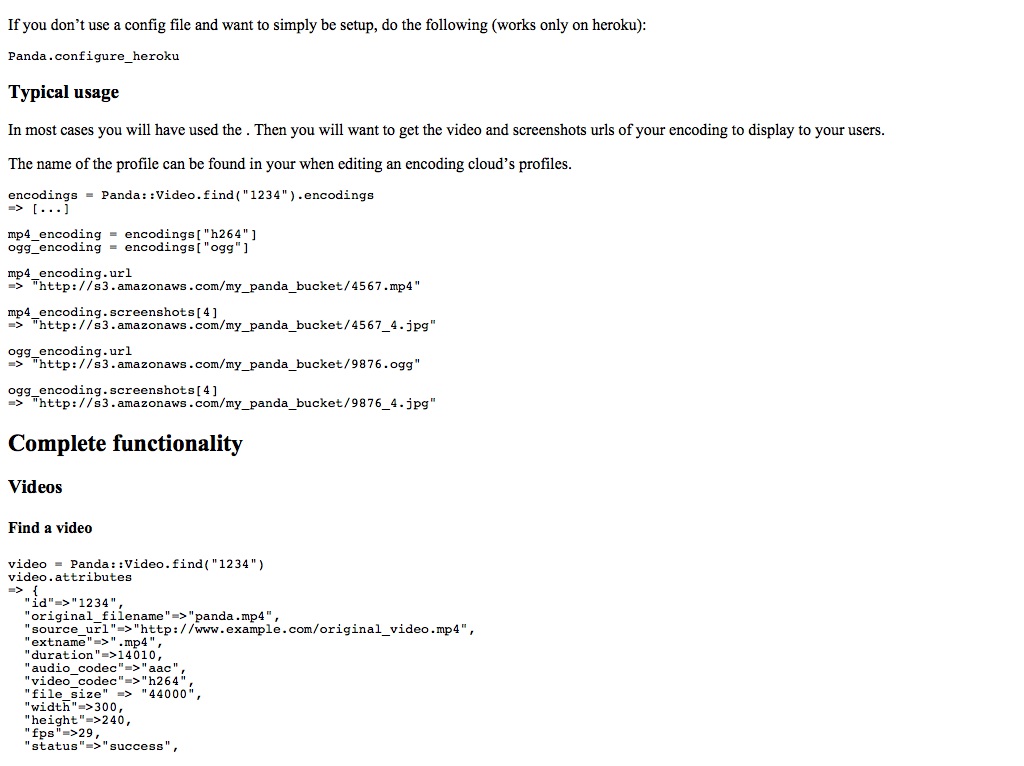 If you don’t use a config file and want to simply be setup, do the following (works only on heroku):
Panda.configure_heroku
Typical usage
In most cases you will have used the . Then you will want to get the video and screenshots urls of your encoding to display to your users.
The name of the profile can be found in your when editing an encoding cloud’s profiles.
encodings = Panda::Video.find("1234").encodings
=> [...]
mp4_encoding = encodings["h264"]
ogg_encoding = encodings["ogg"]
mp4_encoding.url
=> "http://s3.amazonaws.com/my_panda_bucket/4567.mp4"
mp4_encoding.screenshots[4]
=> "http://s3.amazonaws.com/my_panda_bucket/4567_4.jpg"
ogg_encoding.url
=> "http://s3.amazonaws.com/my_panda_bucket/9876.ogg"
ogg_encoding.screenshots[4]
=> "http://s3.amazonaws.com/my_panda_bucket/9876_4.jpg"
Complete functionality
Videos
Find a video
video = Panda::Video.find("1234")
video.attributes
=> {
  "id"=>"1234",
  "original_filename"=>"panda.mp4",
  "source_url"=>"http://www.example.com/original_video.mp4",
  "extname"=>".mp4",
  "duration"=>14010,
  "audio_codec"=>"aac",
  "video_codec"=>"h264",
  "file_size" => "44000",
  "width"=>300,
  "height"=>240,
  "fps"=>29,
  "status"=>"success",